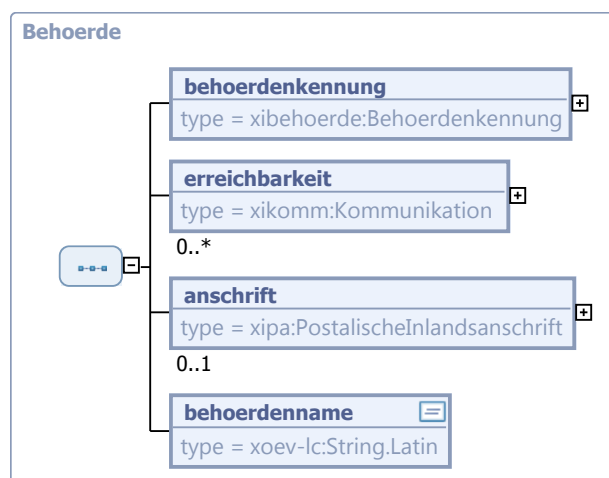 Behoerde
behoerdenkennung
type = xibehoerde:Behoerdenkennung
erreichbarkeit
type = xikomm:Kommunikation
0..*
anschrift
type = xipa:PostalischeInlandsanschrift
0..1
behoerdenname
type = xoev-lc:String.Latin